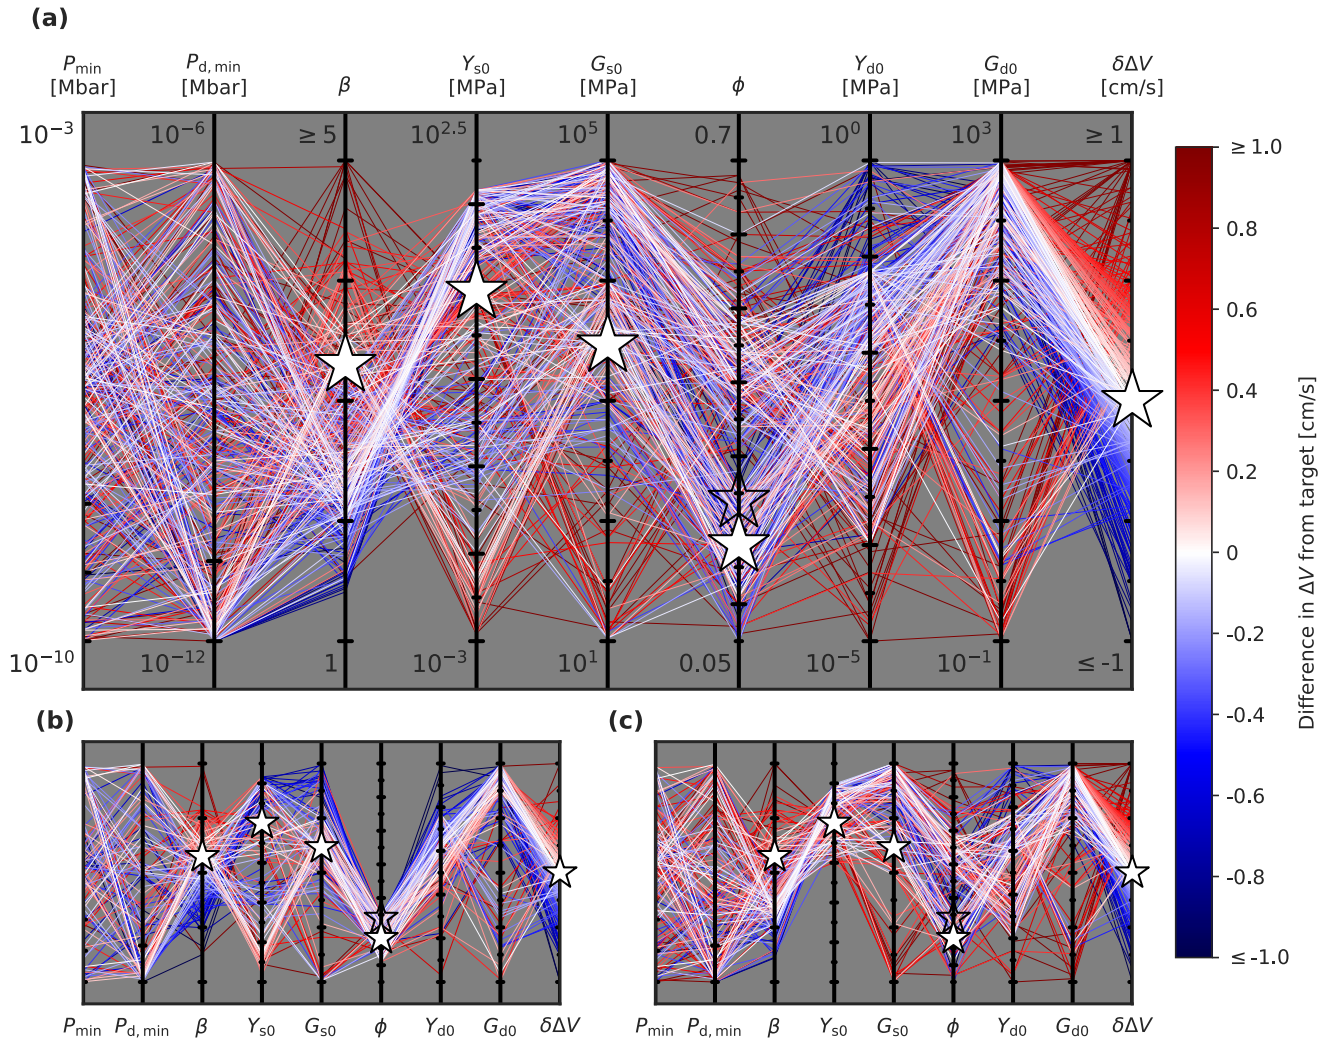 (a)
P_min P_d,min β Y_s0 G_s0 ϕ Y_d0 G_d0 δΔV
[Mbar] [Mbar] [MPa] [MPa] [MPa] [MPa] [cm/s]
10^-3 10^-6 ≥ 5 10^2.5 10^5 0.7 10^0 10^3 ≥ 1
10^-10 10^-12 1 10^-3 10^1 0.05 10^-5 10^-1 ≤ -1
≥ 1.0
0.8
0.6
0.4
0.2
0
-0.2
-0.4
-0.6
-0.8
≤ -1.0
Difference in ΔV from target [cm/s]
(b)
P_min P_d,min β Y_s0 G_s0 ϕ Y_d0 G_d0 δΔV
(c)
P_min P_d,min β Y_s0 G_s0 ϕ Y_d0 G_d0 δΔV